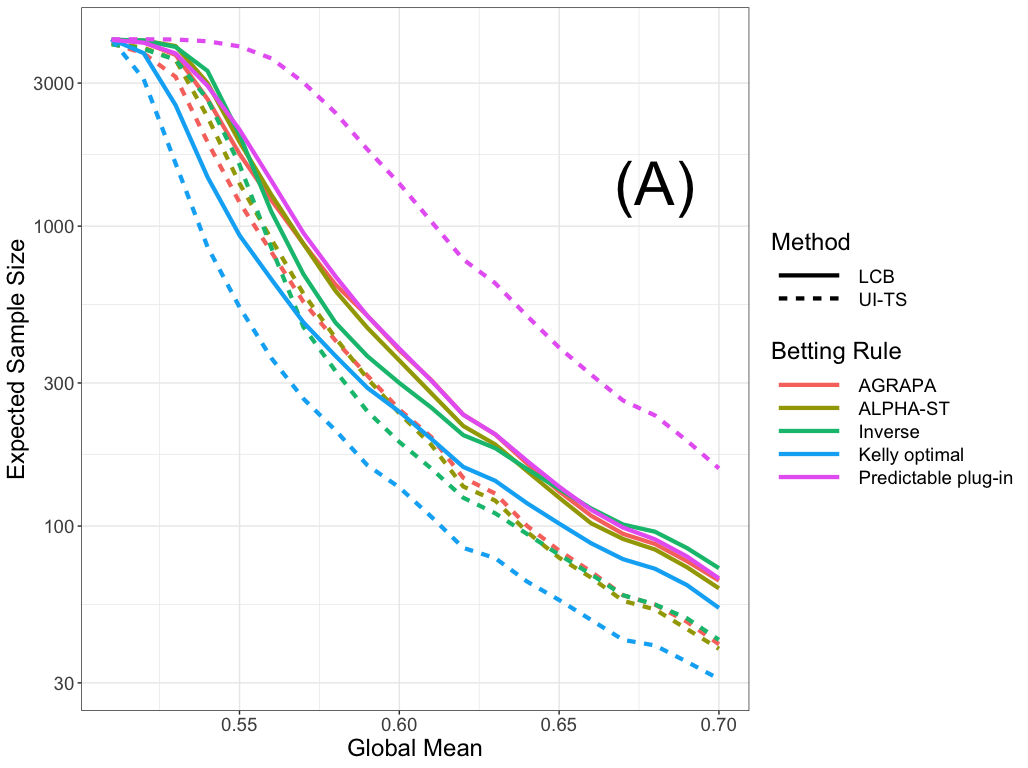 Expected Sample Size
3000
1000
300
100
30
(A)
0.55
0.60
0.65
0.70
Global Mean
Method
LCB
UI-TS
Betting Rule
AGRAPA
ALPHA-ST
Inverse
Kelly optimal
Predictable plug-in